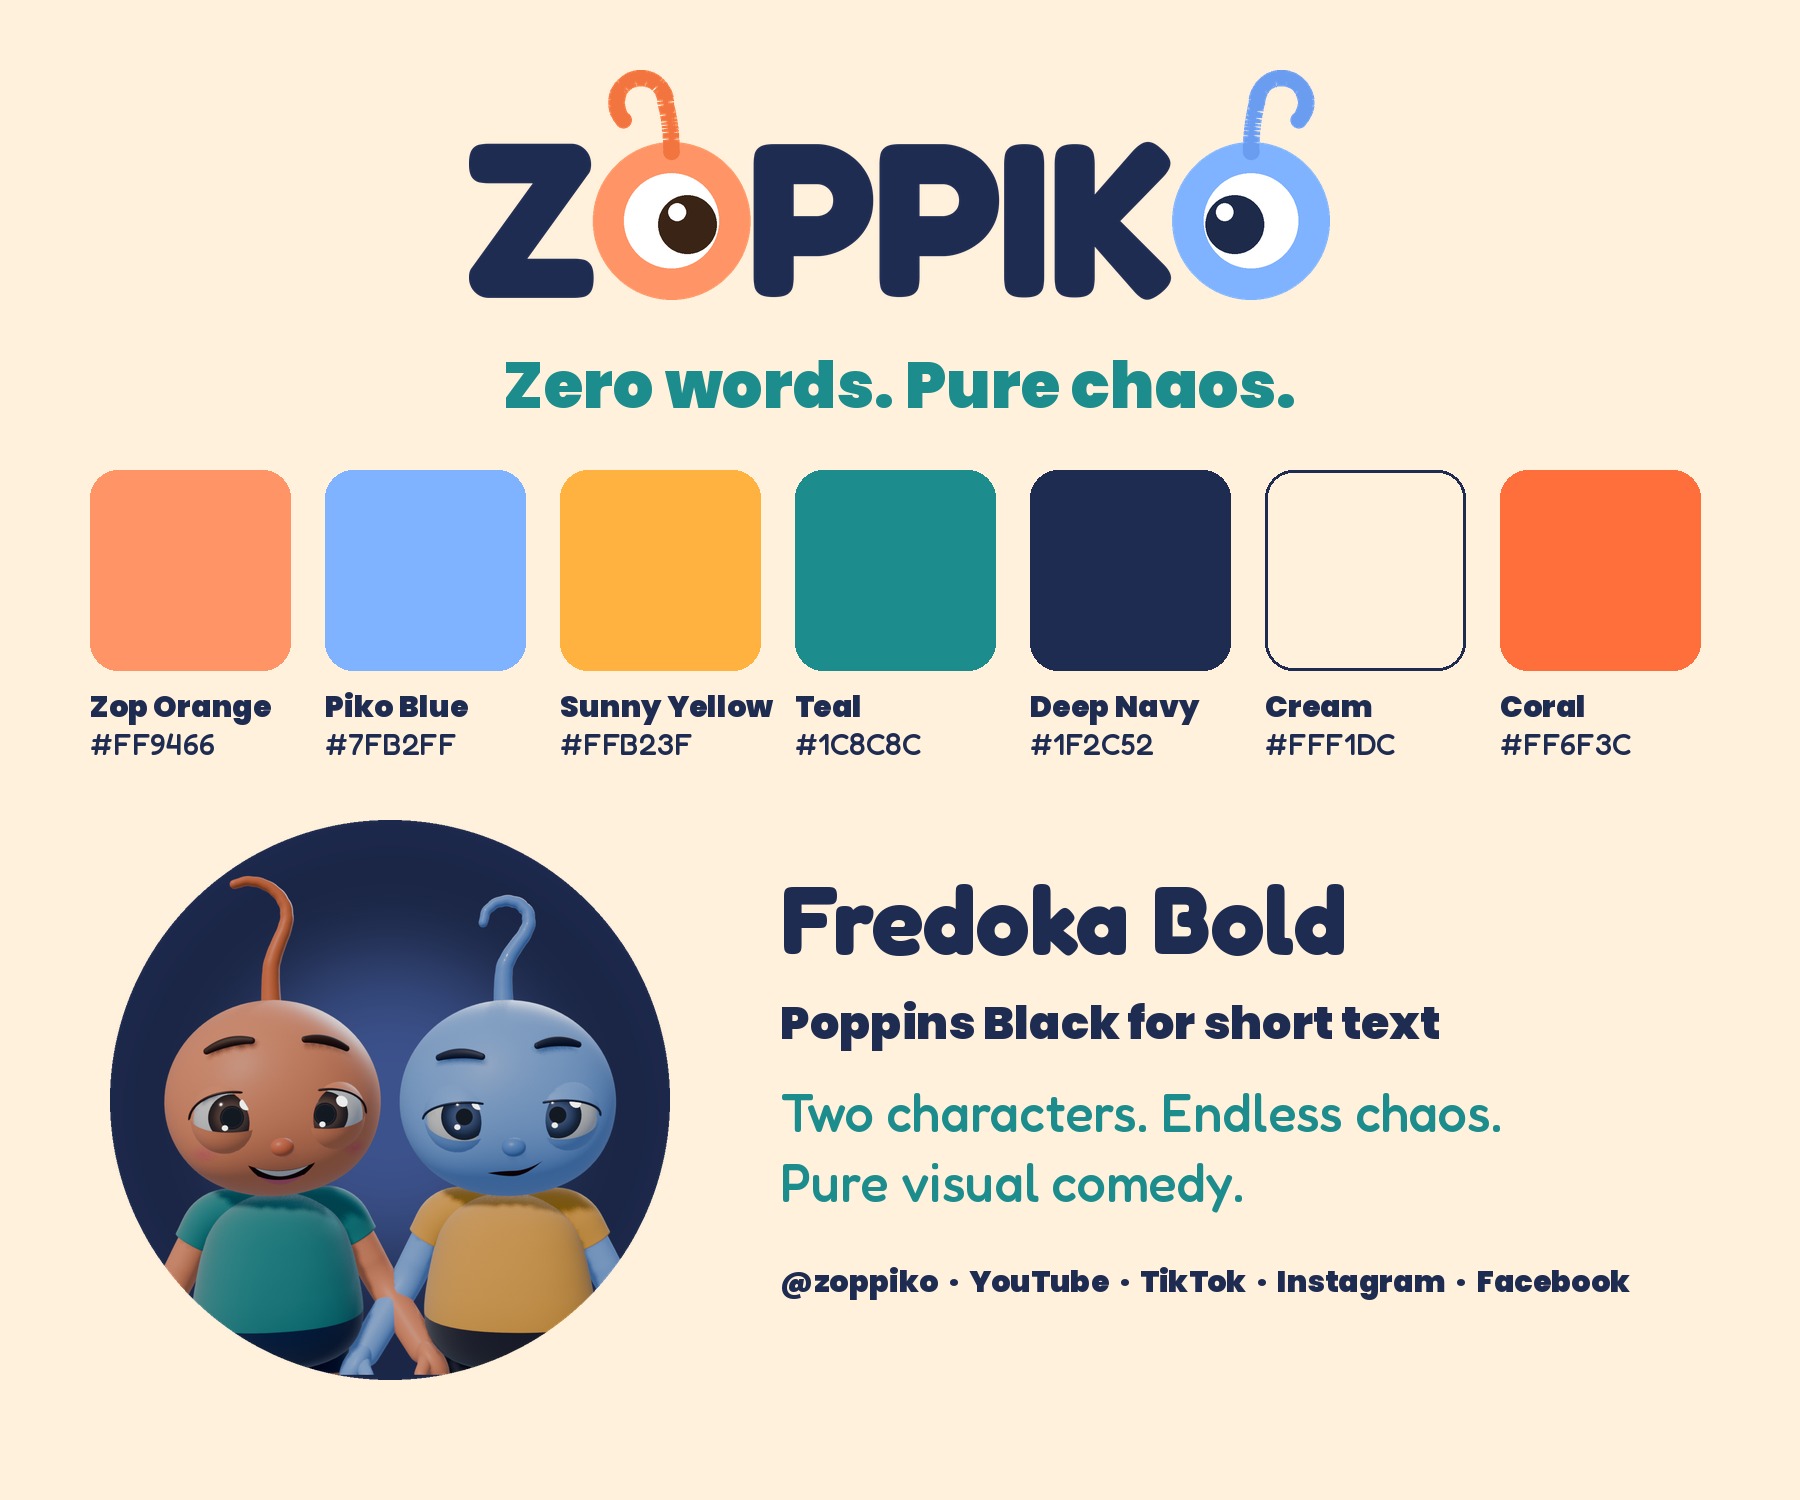 ZOPPIKO
Zero words. Pure chaos.
Zop Orange
#FF9466
Piko Blue
#7FB2FF
Sunny Yellow
#FFB23F
Teal
#1C8C8C
Deep Navy
#1F2C52
Cream
#FFF1DC
Coral
#FF6F3C
Fredoka Bold
Poppins Black for short text
Two characters. Endless chaos.
Pure visual comedy.
@zoppiko · YouTube · TikTok · Instagram · Facebook